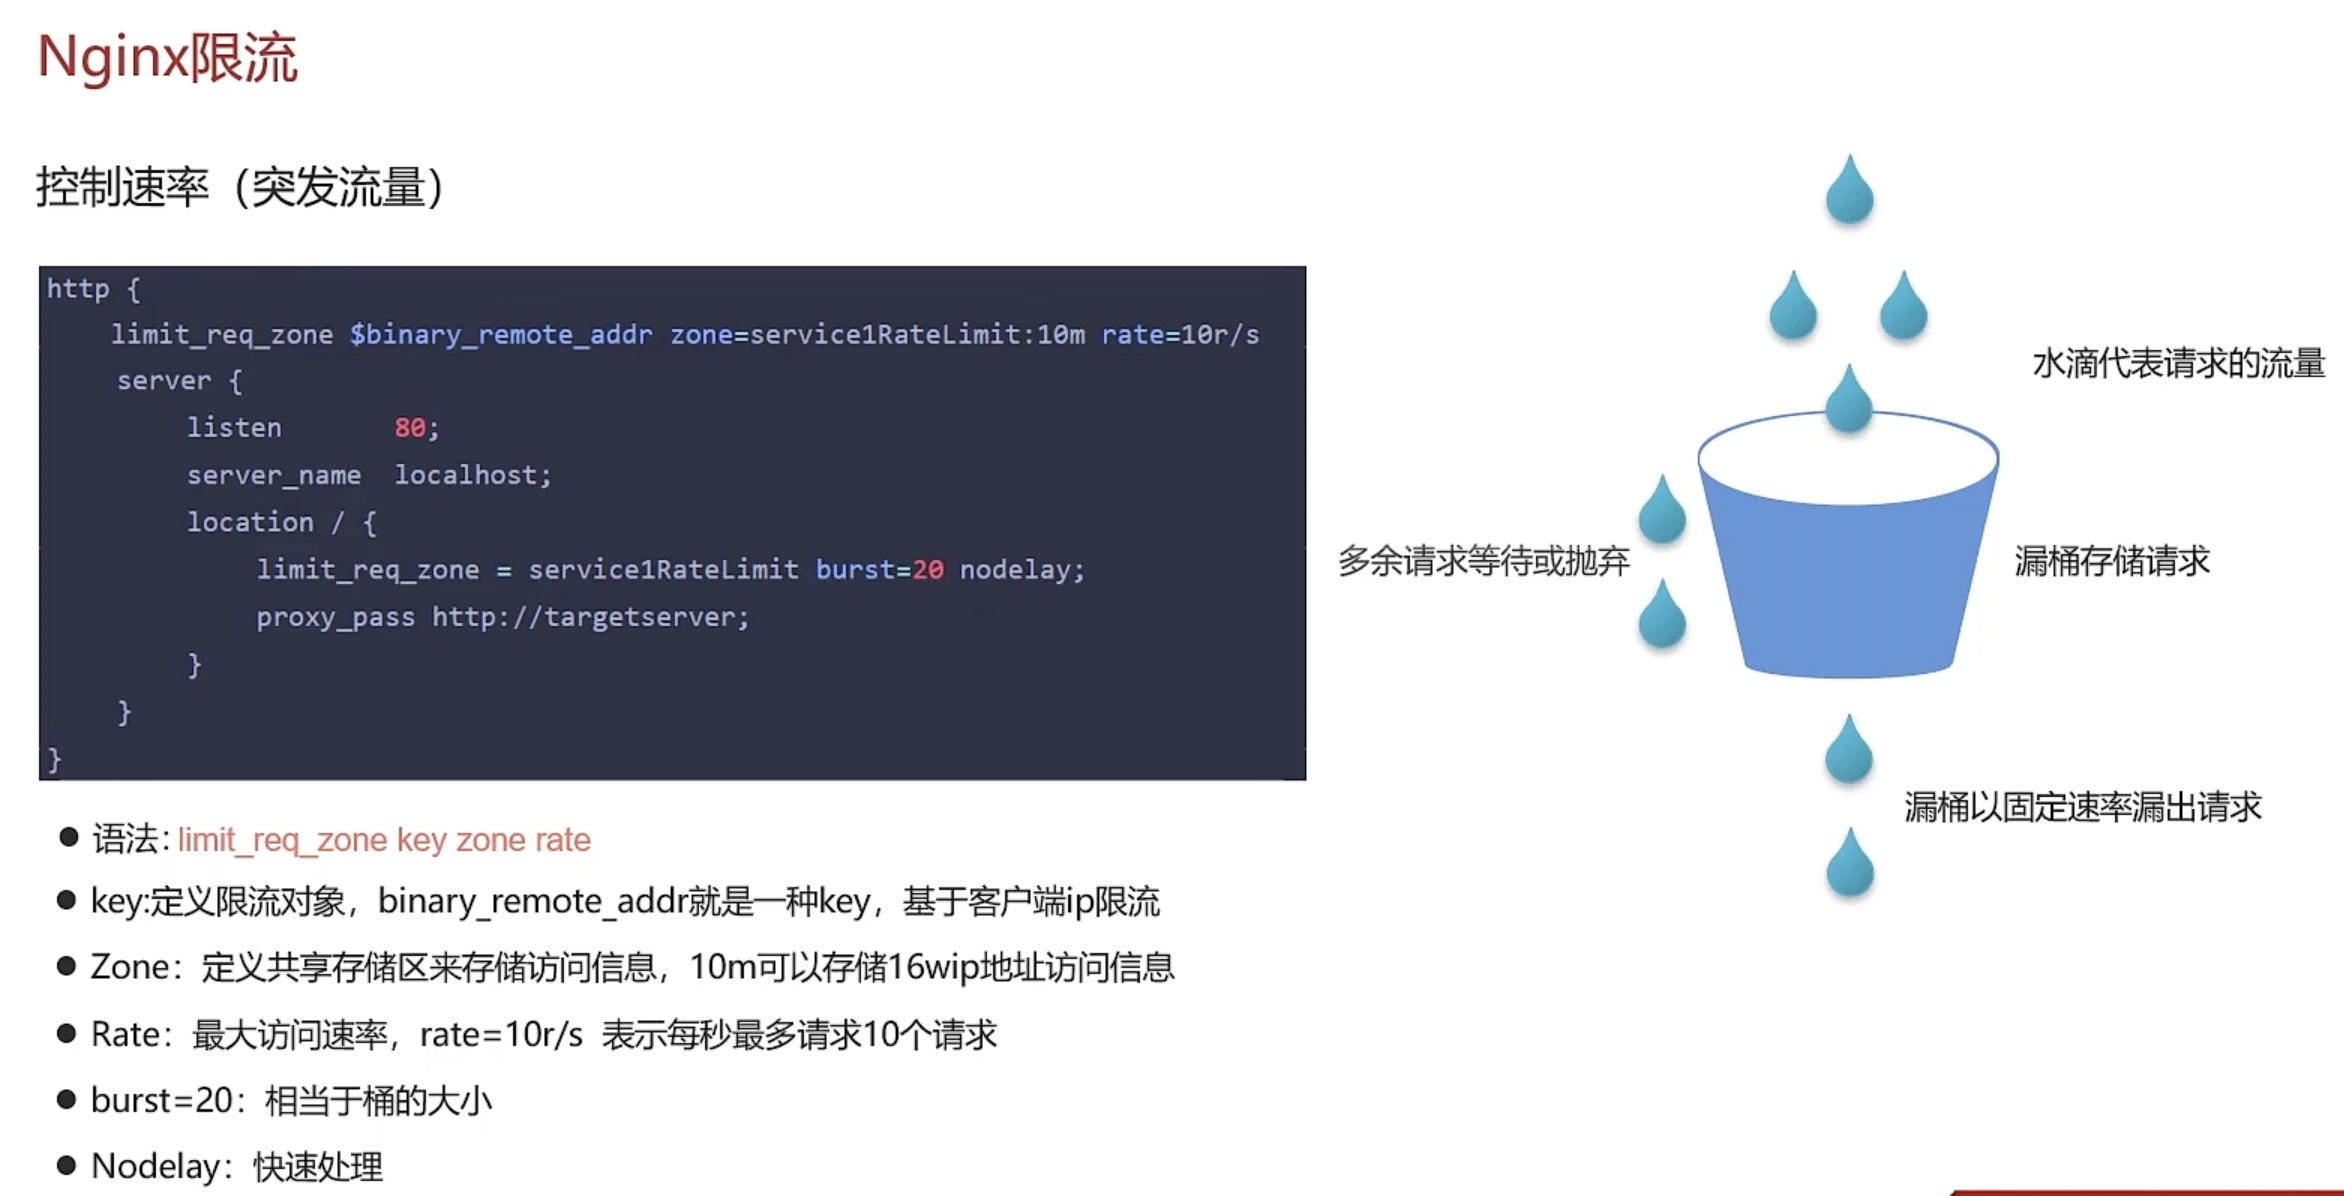 Nginx限流
控制速率（突发流量）
http {
limit_req_zone $binary_remote_addr zone=service1RateLimit:10m rate=10r/s
server {
listen 80;
server_name localhost;
location / {
limit_req_zone = service1RateLimit burst=20 nodelay;
proxy_pass http://targetserver;
}
}
}
● 语法：limit_req_zone key zone rate
● key:定义限流对象，binary_remote_addr就是一种key，基于客户端ip限流
● Zone：定义共享存储区来存储访问信息，10m可以存储16wip地址访问信息
● Rate：最大访问速率，rate=10r/s 表示每秒最多请求10个请求
● burst=20：相当于桶的大小
● Nodelay：快速处理
水滴代表请求的流量
多余请求等待或抛弃
漏桶存储请求
漏桶以固定速率漏出请求